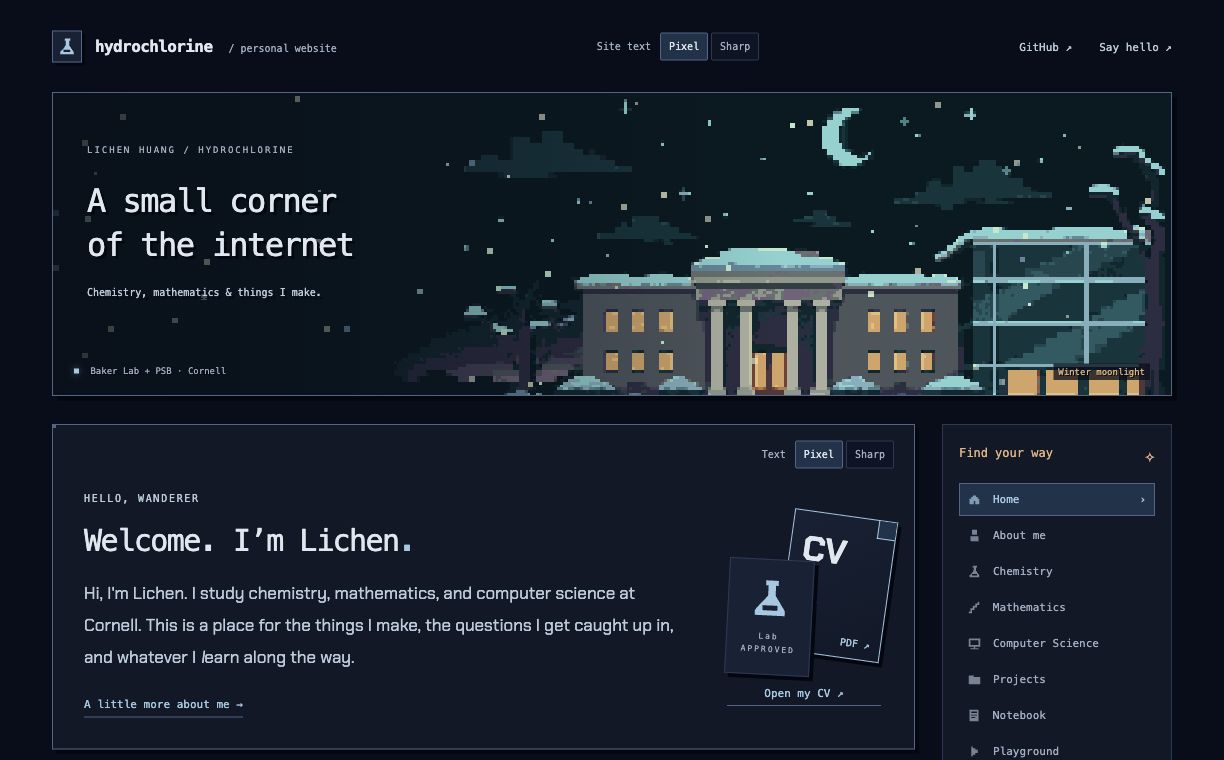 hydrochlorine / personal website
Site text Pixel Sharp
GitHub ↗ Say hello ↗
LICHEN HUANG / HYDROCHLORINE
A small corner
of the internet
Chemistry, mathematics & things I make.
Baker Lab + PSB · Cornell
Winter moonlight
Text Pixel Sharp
HELLO, WANDERER
Welcome. I’m Lichen.
Hi, I'm Lichen. I study chemistry, mathematics, and computer science at
Cornell. This is a place for the things I make, the questions I get caught up in,
and whatever I learn along the way.
A little more about me →
CV
PDF ↗
Lab
APPROVED
Open my CV ↗
Find your way
Home ›
About me
Chemistry
Mathematics
Computer Science
Projects
Notebook
Playground